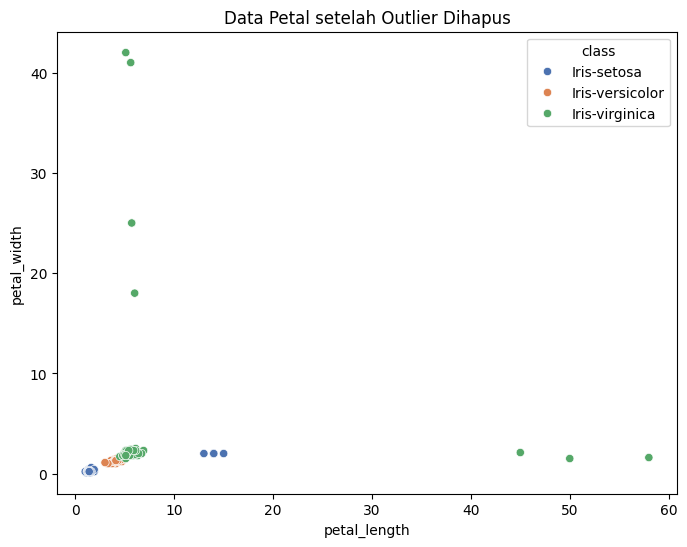 Data Petal setelah Outlier Dihapus
class
Iris-setosa
Iris-versicolor
Iris-virginica
petal_width
40
30
20
10
0
0 10 20 30 40 50 60
petal_length